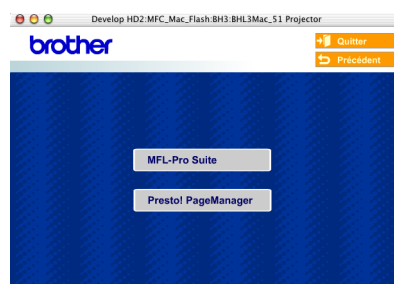 Develop HD2:MFC_Mac_Flash:BH3:BHL3Mac_51 Projector
brother
Quitter
Précédent
MFL-Pro Suite
Presto! PageManager